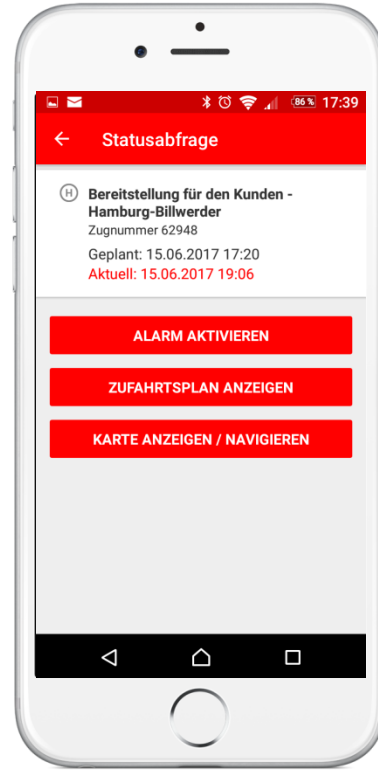 86% 17:39
Statusabfrage
H
Bereitstellung für den Kunden -
Hamburg-Billwerder
Zugnummer 62948
Geplant: 15.06.2017 17:20
Aktuell: 15.06.2017 19:06
ALARM AKTIVIEREN
ZUFAHRTSPLAN ANZEIGEN
KARTE ANZEIGEN / NAVIGIEREN